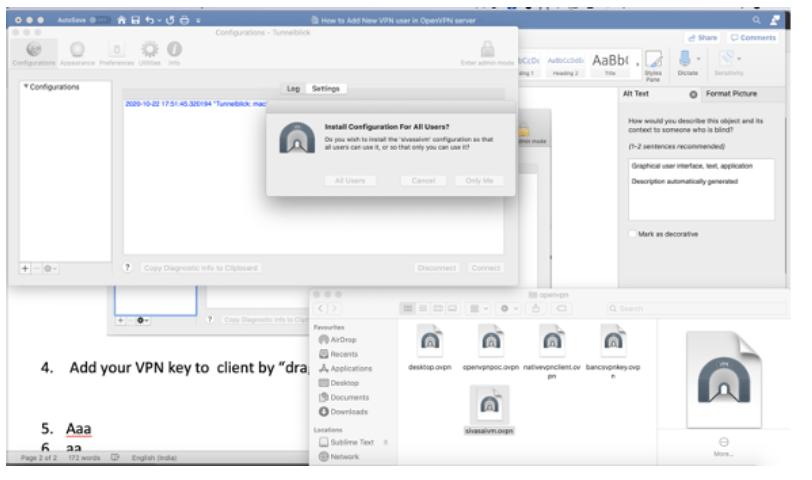 AutoSave
How to Add New VPN user in OpenVPN server
Configurations - Tunnelblick
Share
Comments
Configurations
Appearance
Preferences
Utilities
Info
Enter admin mode
AaBbCcDdEe
AaBb(
Heading 2
Title
Styles
Pane
Dictate
Sensitivity
Configurations
Log
Settings
2020-10-22 17:51:45.320194 *Tunnelblick: mac
Install Configuration For All Users?
Do you wish to install the 'sivasaivm' configuration so that
all users can use it, or so that only you can use it?
All Users
Cancel
Only Me
Alt Text
Format Picture
How would you describe this object and its
context to someone who is blind?
(1-2 sentences recommended)
Graphical user interface, text, application
Description automatically generated
Mark as decorative
+
-
?
Copy Diagnostic Info to Clipboard
Disconnect
Connect
+
-
?
Copy Diagnostic Info to Clip
4. Add your VPN key to client by “dra
5. Aaa
6. aa
Page 2 of 2
172 words
English (India)
openvpn
Search
Favourites
AirDrop
Recents
Applications
Desktop
Documents
Downloads
Locations
Sublime Text
Network
desktop.ovpn
openvpnpoc.ovpn
nativevpnclient.ov
pn
bancsvpnkey.ovp
n
sivasaivm.ovpn
VPN
More...